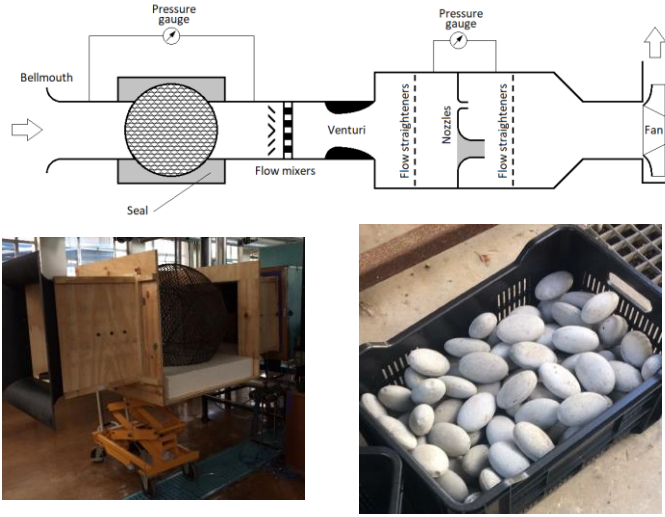 Pressure
gauge
Pressure
gauge
Bellmouth
Venturi
Flow straighteners
Nozzles
Flow straighteners
Fan
Flow mixers
Seal